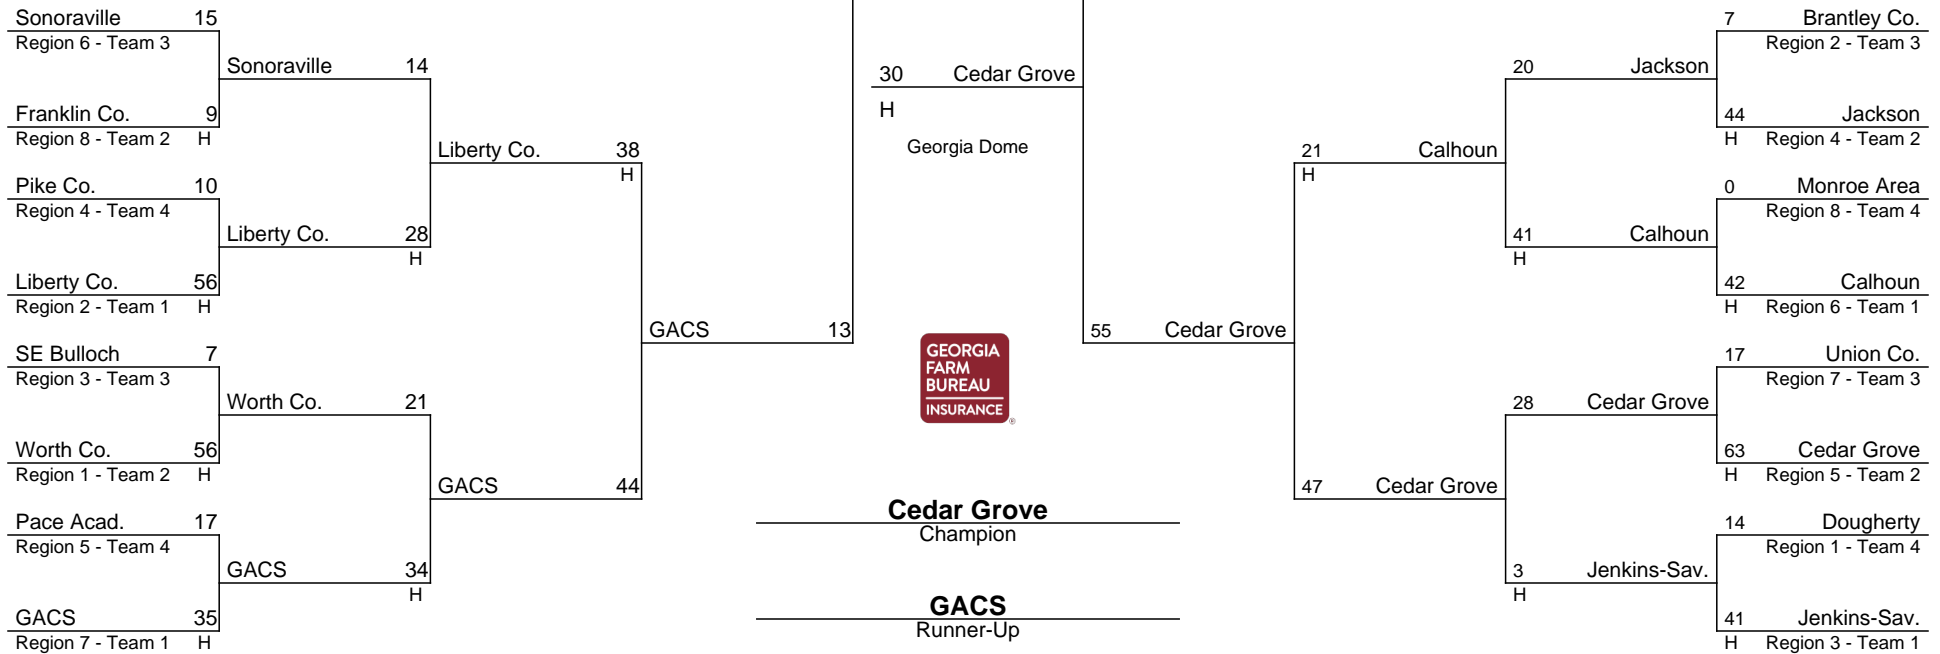 Sonoraville 15
Region 6 - Team 3
Sonoraville 14
Franklin Co. 9
Region 8 - Team 2 H
Liberty Co. 38
H
Pike Co. 10
Region 4 - Team 4
Liberty Co. 28
H
Liberty Co. 56
Region 2 - Team 1 H
GACS 13
SE Bulloch 7
Region 3 - Team 3
Worth Co. 21
Worth Co. 56
Region 1 - Team 2 H
GACS 44
Pace Acad. 17
Region 5 - Team 4
GACS 34
H
GACS 35
Region 7 - Team 1 H
30 Cedar Grove
H
Georgia Dome
GEORGIA
FARM
BUREAU
INSURANCE
®
Cedar Grove
Champion
GACS
Runner-Up
7 Brantley Co.
Region 2 - Team 3
20 Jackson
44 Jackson
H Region 4 - Team 2
21 Calhoun
H
0 Monroe Area
Region 8 - Team 4
41 Calhoun
H
42 Calhoun
H Region 6 - Team 1
55 Cedar Grove
17 Union Co.
Region 7 - Team 3
28 Cedar Grove
63 Cedar Grove
H Region 5 - Team 2
47 Cedar Grove
14 Dougherty
Region 1 - Team 4
3 Jenkins-Sav.
H
41 Jenkins-Sav.
H Region 3 - Team 1